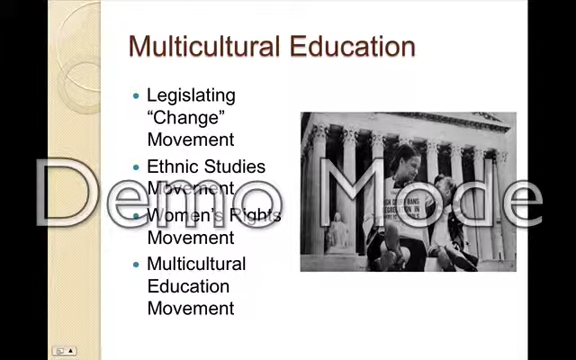 Multicultural Education
Legislating
“Change”
Movement
Ethnic Studies
Movement
Women's Rights
Movement
Multicultural
Education
Movement
Demo Mode